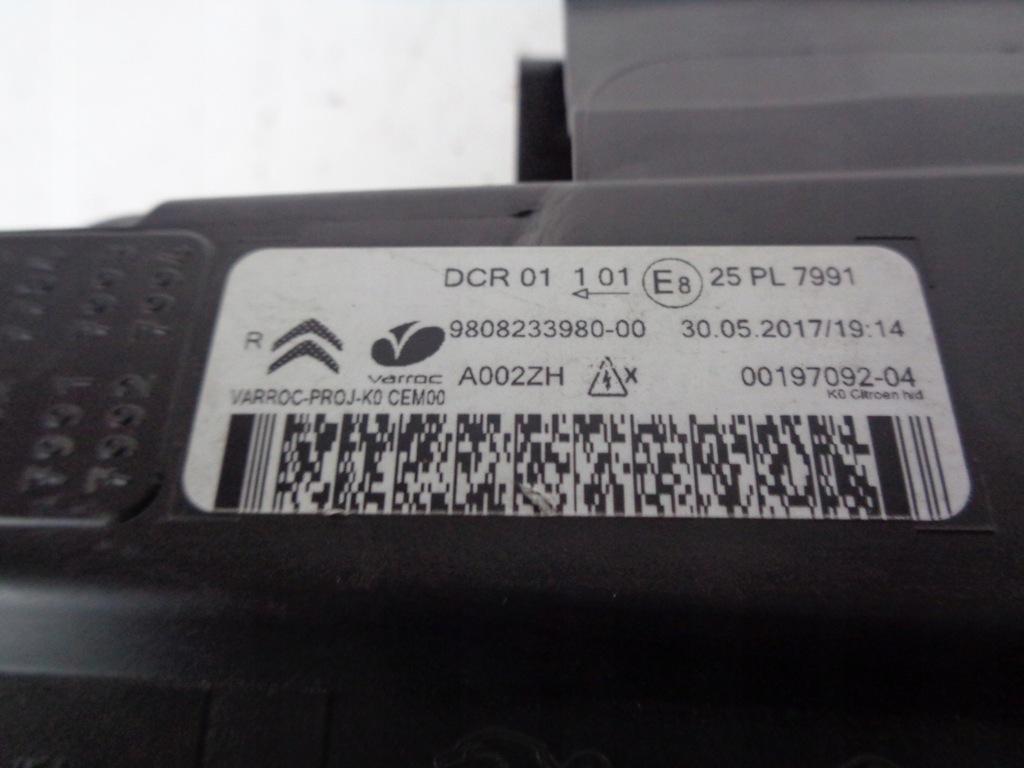 DCR 01 1 01 E8 25 PL 7991
R 9808233980-00 30.05.2017/19:14
varroc A002ZH X 00197092-04
VARROC-PROJ-K0 CEM00 K0 Citroen hid